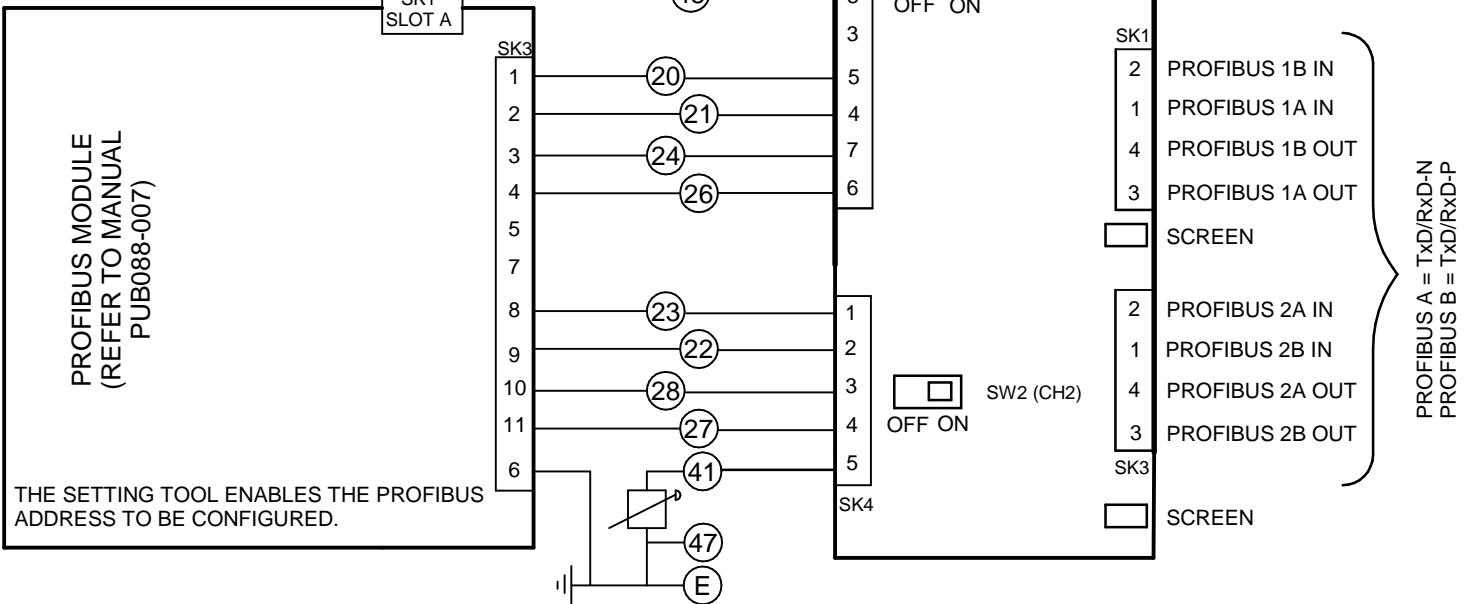 SLOT A
OFF ON
PROFIBUS MODULE
(REFER TO MANUAL
PUB088-007)
THE SETTING TOOL ENABLES THE PROFIBUS
ADDRESS TO BE CONFIGURED.
SK3
1
2
3
4
5
7
8
9
10
11
6
20
21
24
26
23
22
28
27
41
47
E
3
5
4
7
6
1
2
3
4
5
SK4
OFF ON
SW2 (CH2)
SK1
2 PROFIBUS 1B IN
1 PROFIBUS 1A IN
4 PROFIBUS 1B OUT
3 PROFIBUS 1A OUT
SCREEN
2 PROFIBUS 2A IN
1 PROFIBUS 2B IN
4 PROFIBUS 2A OUT
3 PROFIBUS 2B OUT
SK3
SCREEN
PROFIBUS A = TxD/RxD-N
PROFIBUS B = TxD/RxD-P